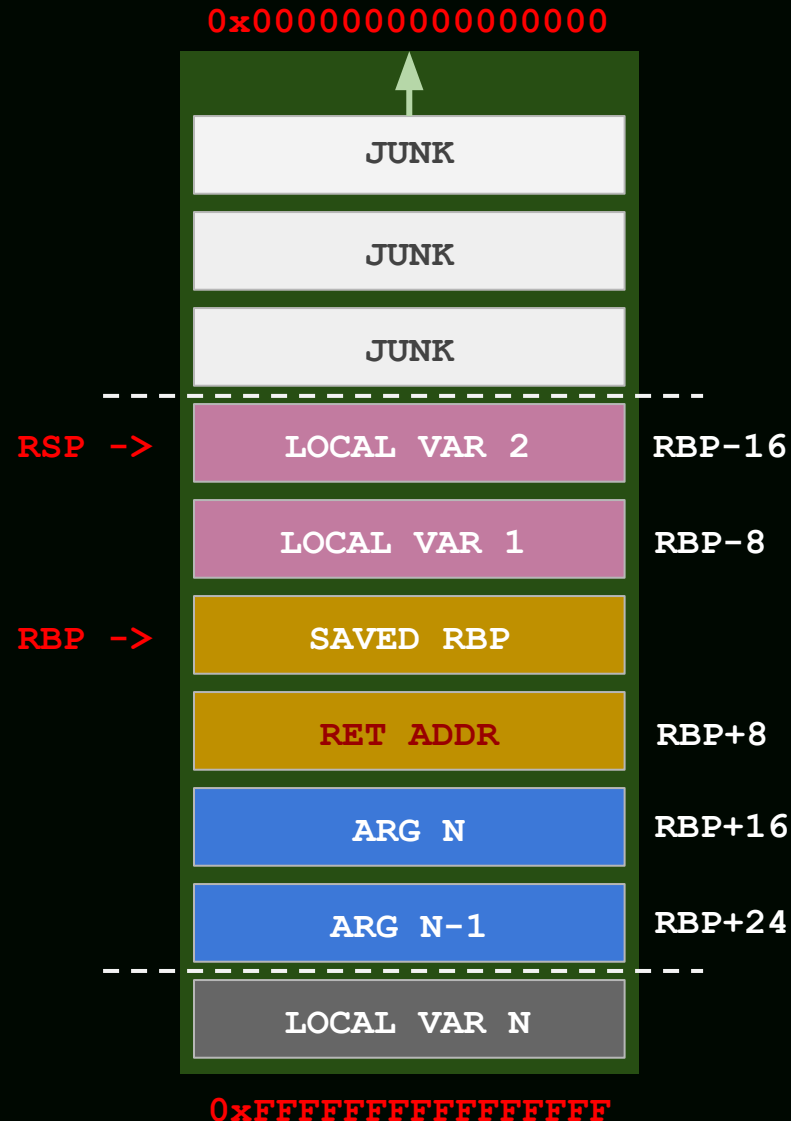 0x0000000000000000
JUNK
JUNK
JUNK
RSP -> LOCAL VAR 2 RBP-16
LOCAL VAR 1 RBP-8
RBP -> SAVED RBP
RET ADDR RBP+8
ARG N RBP+16
ARG N-1 RBP+24
LOCAL VAR N
0xFFFFFFFFFFFFFFFF